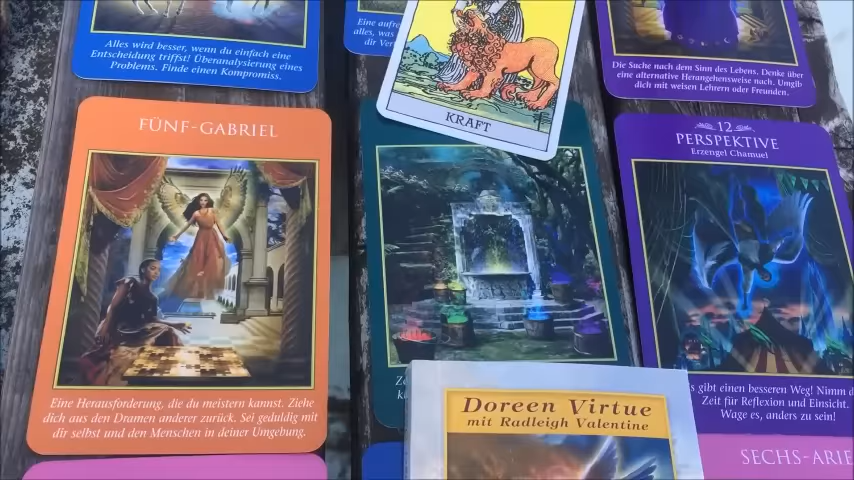 Alles wird besser, wenn du einfach eine
Entscheidung triffst! Überanalysierung eines
Problems. Finde einen Kompromiss.
Eine aufre
dir Ver
Die Suche nach dem Sinn des Lebens. Denke über
eine alternative Herangehensweise nach. Umgib
dich mit weisen Lehrern oder Freunden.
KRAFT
FÜNF-GABRIEL
Eine Herausforderung, die du meistern kannst. Ziehe
dich aus den Dramen anderer zurück. Sei geduldig mit
dir selbst und den Menschen in deiner Umgebung.
12
PERSPEKTIVE
Erzengel Chamuel
s gibt einen besseren Weg! Nimm d
Zeit für Reflexion und Einsicht.
Wage es, anders zu sein!
Doreen Virtue
mit Radleigh Valentine
SECHS-ARIE